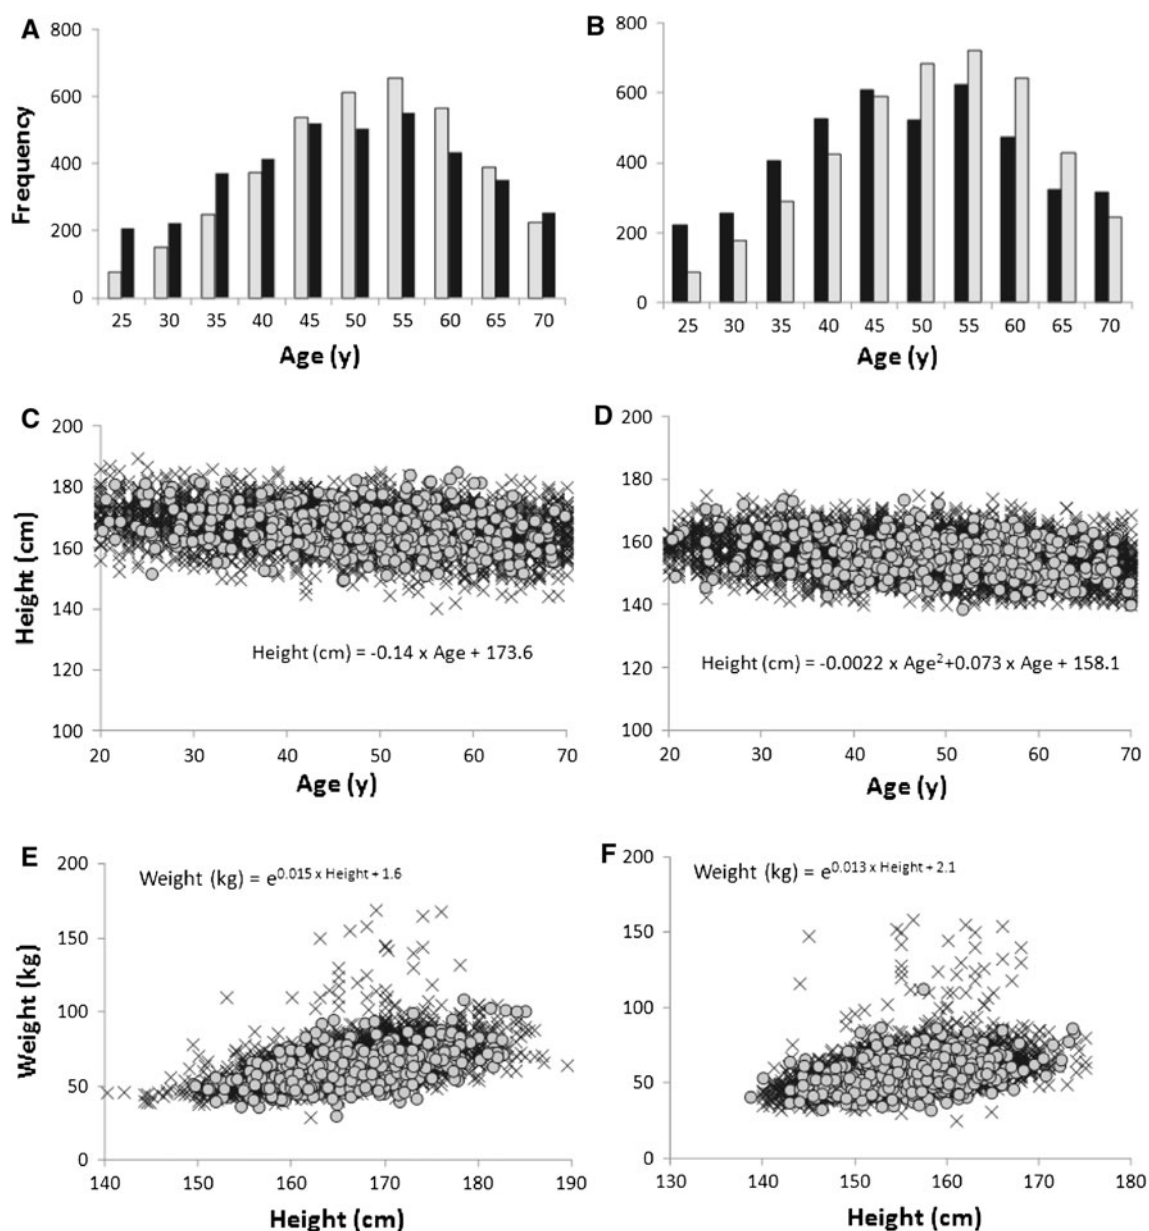 A
800
600
400
200
0
Frequency
25 30 35 40 45 50 55 60 65 70
Age (y)
B
800
600
400
200
0
25 30 35 40 45 50 55 60 65 70
Age (y)
C
200
180
160
140
120
100
Height (cm)
Height (cm) = -0.14 x Age + 173.6
20 30 40 50 60 70
Age (y)
D
200
180
160
140
120
100
Height (cm) = -0.0022 x Age²+0.073 x Age + 158.1
20 30 40 50 60 70
Age (y)
E
200
150
100
50
0
Weight (kg)
Weight (kg) = e^0.015 x Height + 1.6
140 150 160 170 180 190
Height (cm)
F
200
150
100
50
0
Weight (kg) = e^0.013 x Height + 2.1
130 140 150 160 170 180
Height (cm)